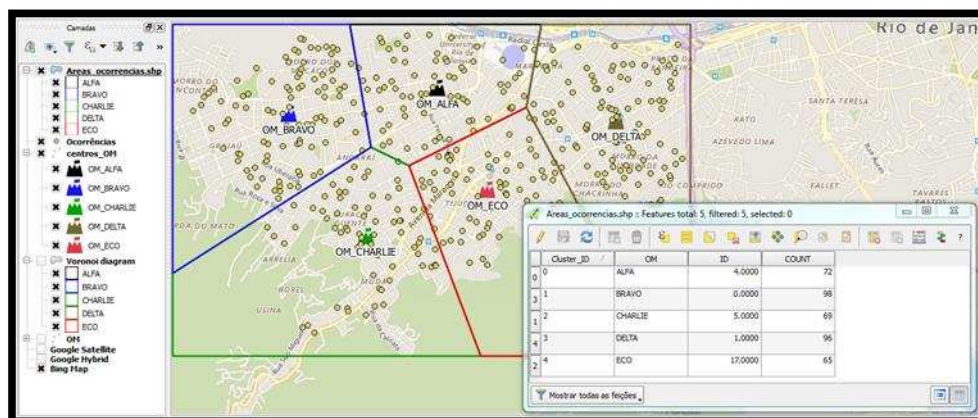 Camadas
Areas_ocorrencias.shp
ALFA
BRAVO
CHARLIE
DELTA
ECO
Ocorrências
centros_OM
OM_ALFA
OM_BRAVO
OM_CHARLIE
OM_DELTA
OM_ECO
Voronoi diagram
ALFA
BRAVO
CHARLIE
DELTA
ECO
OM
Google Satellite
Google Hybrid
Bing Map
Rio de Jan
SANTA TERESA
RATO
AZEVEDO LIMA
FALLET
TAVARES
OM_ALFA
OM_BRAVO
OM_DELTA
GRAJAÚ
ANDARAÍ
OM_ECO
OM_CHARLIE
ARRELIA
BOREL
USINA
MUDA
Areas_ocorrencias.shp :: Features total: 5, filtered: 5, selected: 0
Cluster_ID OM ID COUNT
0 0 ALFA 4.0000 72
3 1 BRAVO 0.0000 98
1 2 CHARLIE 5.0000 69
4 3 DELTA 1.0000 96
2 4 ECO 17.0000 65
Mostrar todas as feições